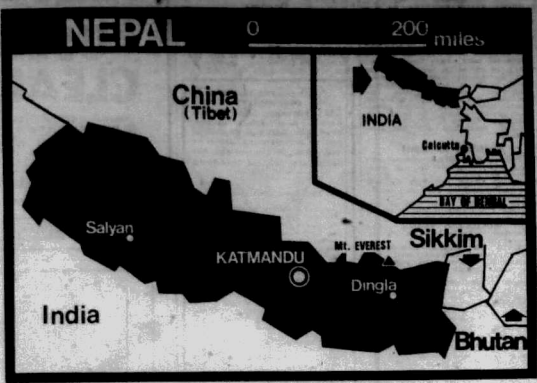 NEPAL
0 200 miles
China
(Tibet)
INDIA
Calcutta
BAY OF BENGAL
Salyan
KATMANDU
Mt. EVEREST
Sikkim
Dingla
India
Bhutan